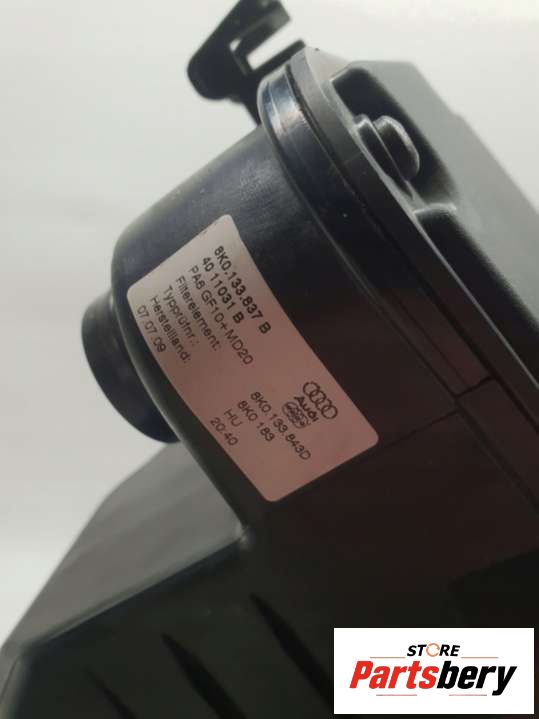 8K0.133.837 B
40 11031 B
PA6 GF10+MD20
Filterelement: 8K0.133.843D
Typprüfnr.: 8K0 183
Herstelland: HU
07.07.09 20:40
Audi
STORE
Partsbery